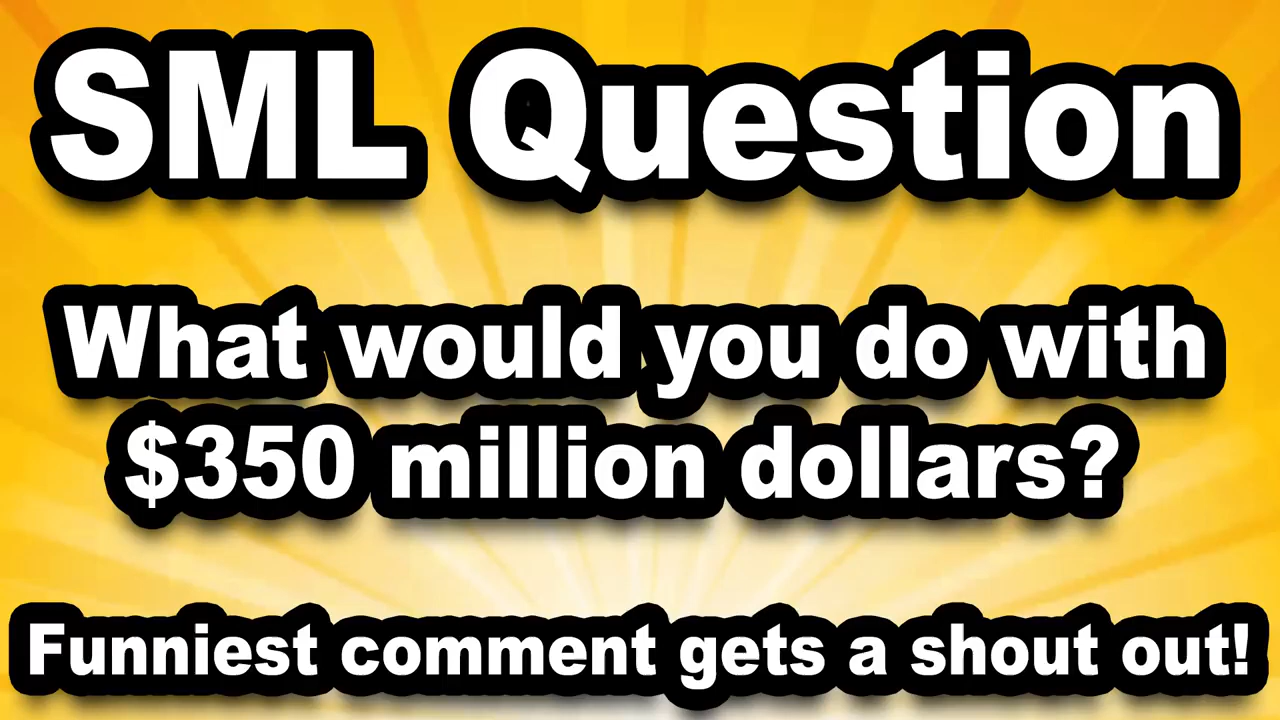 SML Question
What would you do with
$350 million dollars?
Funniest comment gets a shout out!